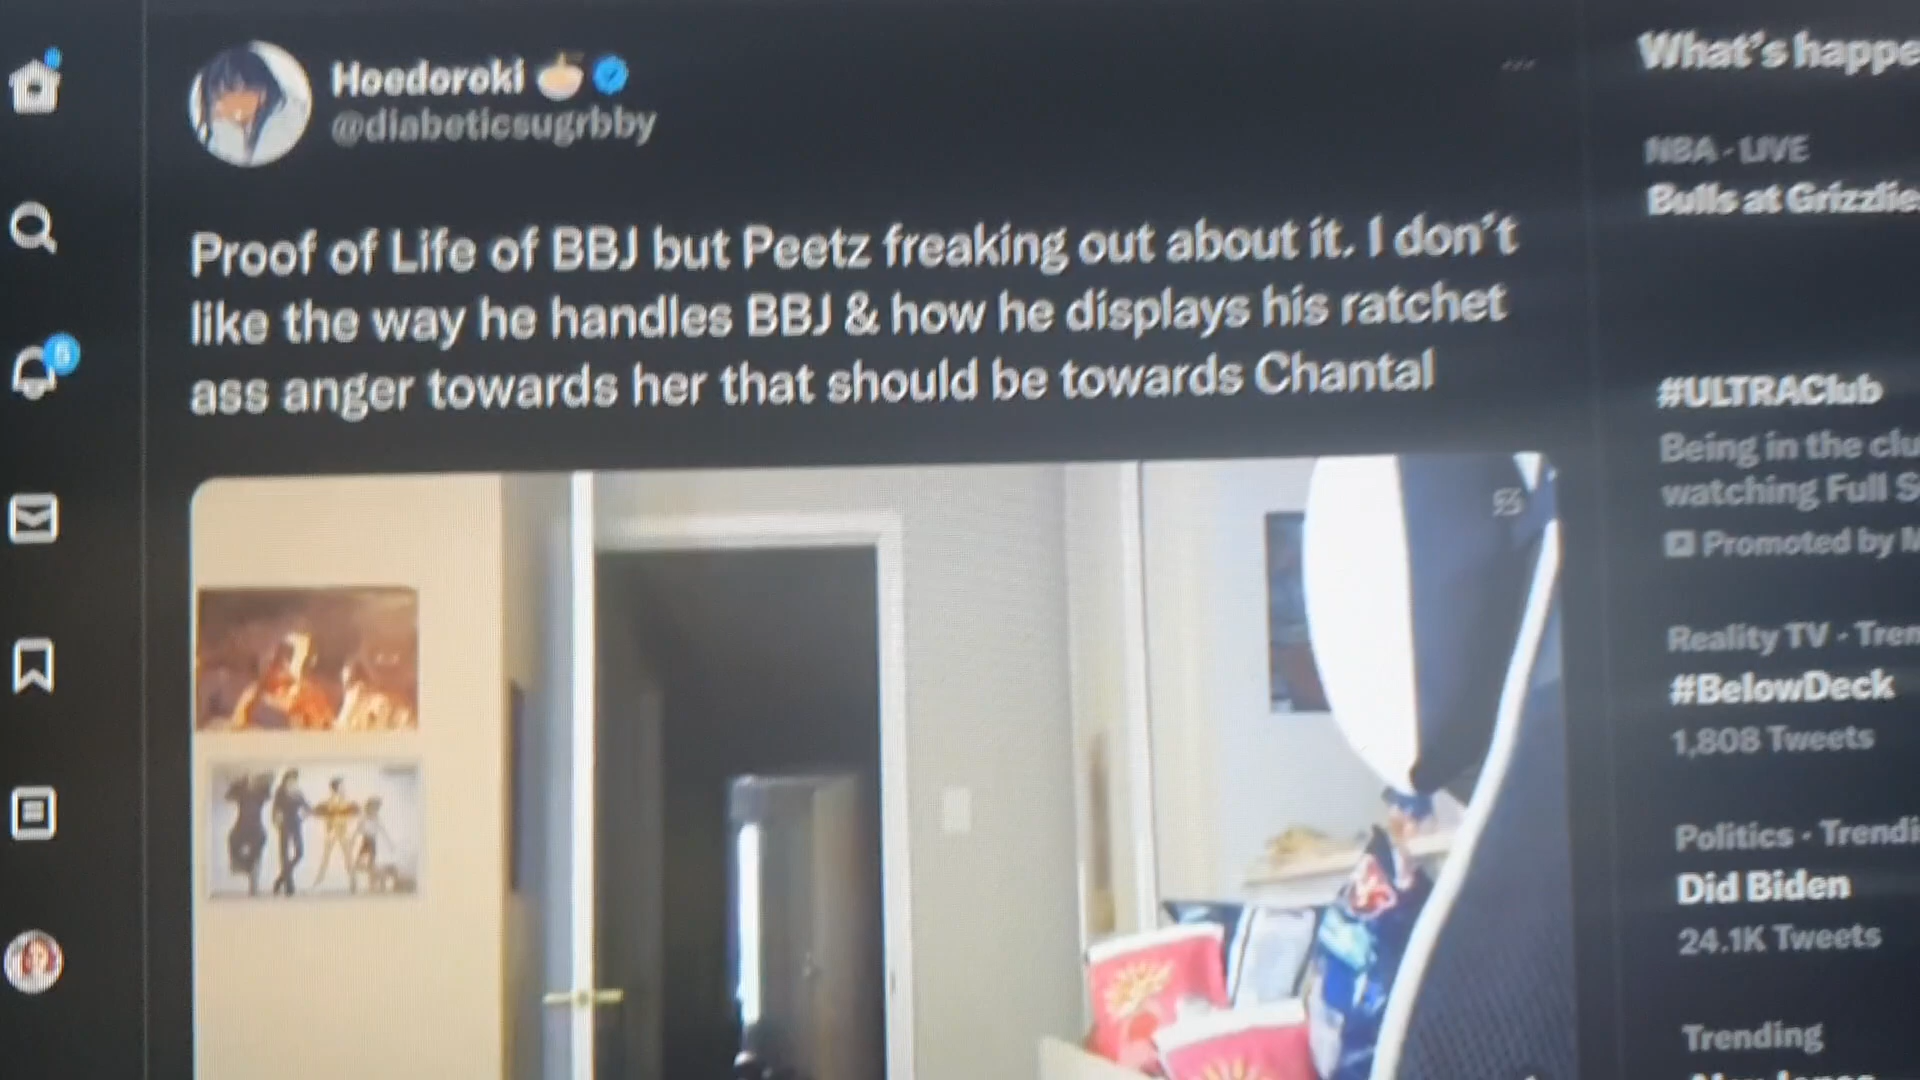 Hoedoroki
@diabeticsugrbby
Proof of Life of BBJ but Peetz freaking out about it. I don't
like the way he handles BBJ & how he displays his ratchet
ass anger towards her that should be towards Chantal
What's happe
NBA · LIVE
Bulls at Grizzlie
#ULTRAClub
Being in the clu
watching Full S
Promoted by M
Reality TV · Tren
#BelowDeck
1,808 Tweets
Politics · Trendi
Did Biden
24.1K Tweets
Trending